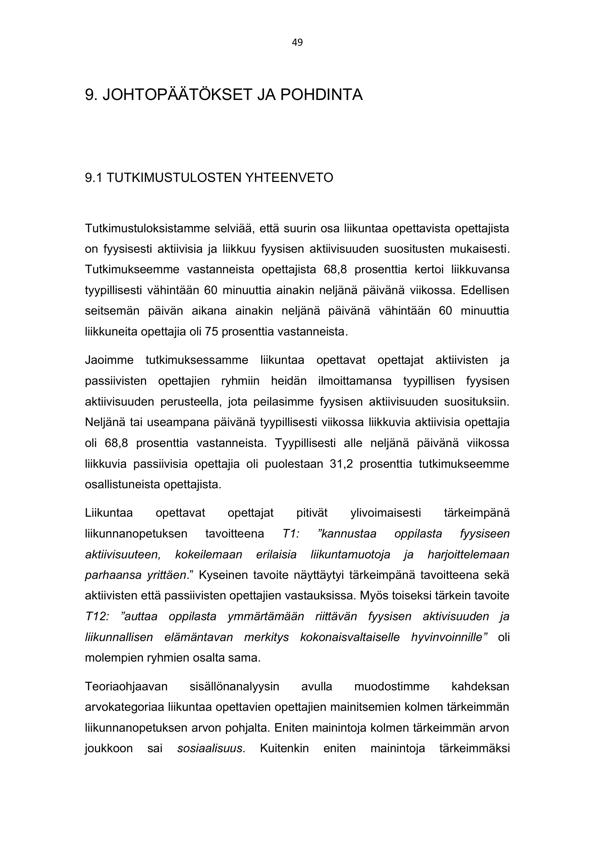 49
9. JOHTOPÄÄTÖKSET JA POHDINTA
9.1 TUTKIMUSTULOSTEN YHTEENVETO
Tutkimustuloksistamme selviää, että suurin osa liikuntaa opettavista opettajista
on fyysisesti aktiivisia ja liikkuu fyysisen aktiivisuuden suositusten mukaisesti.
Tutkimukseemme vastanneista opettajista 68,8 prosenttia kertoi liikkuvansa
tyypillisesti vähintään 60 minuuttia ainakin neljänä päivänä viikossa. Edellisen
seitsemän päivän aikana ainakin neljänä päivänä vähintään 60 minuuttia
liikkuneita opettajia oli 75 prosenttia vastanneista.
Jaoimme tutkimuksessamme liikuntaa opettavat opettajat aktiivisten ja
passiivisten opettajien ryhmiin heidän ilmoittamansa tyypillisen fyysisen
aktiivisuuden perusteella, jota peilasimme fyysisen aktiivisuuden suosituksiin.
Neljänä tai useampana päivänä tyypillisesti viikossa liikkuvia aktiivisia opettajia
oli 68,8 prosenttia vastanneista. Tyypillisesti alle neljänä päivänä viikossa
liikkuvia passiivisia opettajia oli puolestaan 31,2 prosenttia tutkimukseemme
osallistuneista opettajista.
Liikuntaa opettavat opettajat pitivät ylivoimaisesti tärkeimpänä
liikunnanopetuksen tavoitteena T1: ”kannustaa oppilasta fyysiseen
aktiivisuuteen, kokeilemaan erilaisia liikuntamuotoja ja harjoittelemaan
parhaansa yrittäen.” Kyseinen tavoite näyttäytyi tärkeimpänä tavoitteena sekä
aktiivisten että passiivisten opettajien vastauksissa. Myös toiseksi tärkein tavoite
T12: ”auttaa oppilasta ymmärtämään riittävän fyysisen aktivisuuden ja
liikunnallisen elämäntavan merkitys kokonaisvaltaiselle hyvinvoinnille” oli
molempien ryhmien osalta sama.
Teoriaohjaavan sisällönanalyysin avulla muodostimme kahdeksan
arvokategoriaa liikuntaa opettavien opettajien mainitsemien kolmen tärkeimmän
liikunnanopetuksen arvon pohjalta. Eniten mainintoja kolmen tärkeimmän arvon
joukkoon sai sosiaalisuus. Kuitenkin eniten mainintoja tärkeimmäksi